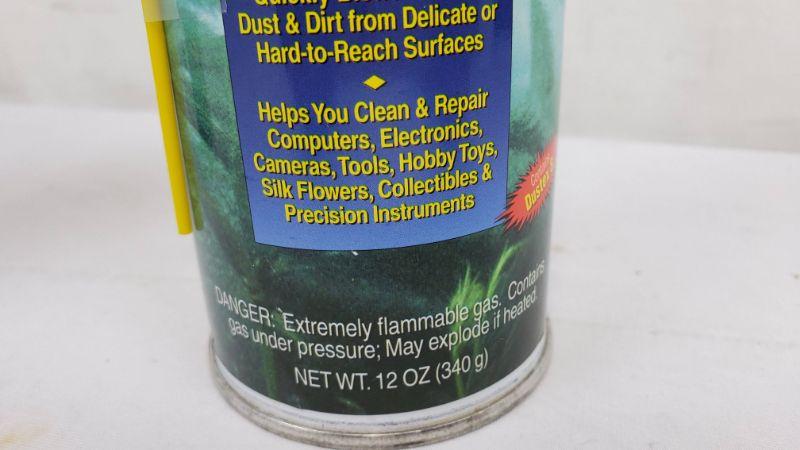 Quickly
Dust & Dirt from Delicate or
Hard-to-Reach Surfaces
Helps You Clean & Repair
Computers, Electronics,
Cameras, Tools, Hobby Toys,
Silk Flowers, Collectibles &
Precision Instruments
Contains
DANGER: Extremely flammable gas. Contains
gas under pressure; May explode if heated.
NET WT. 12 OZ (340 g)